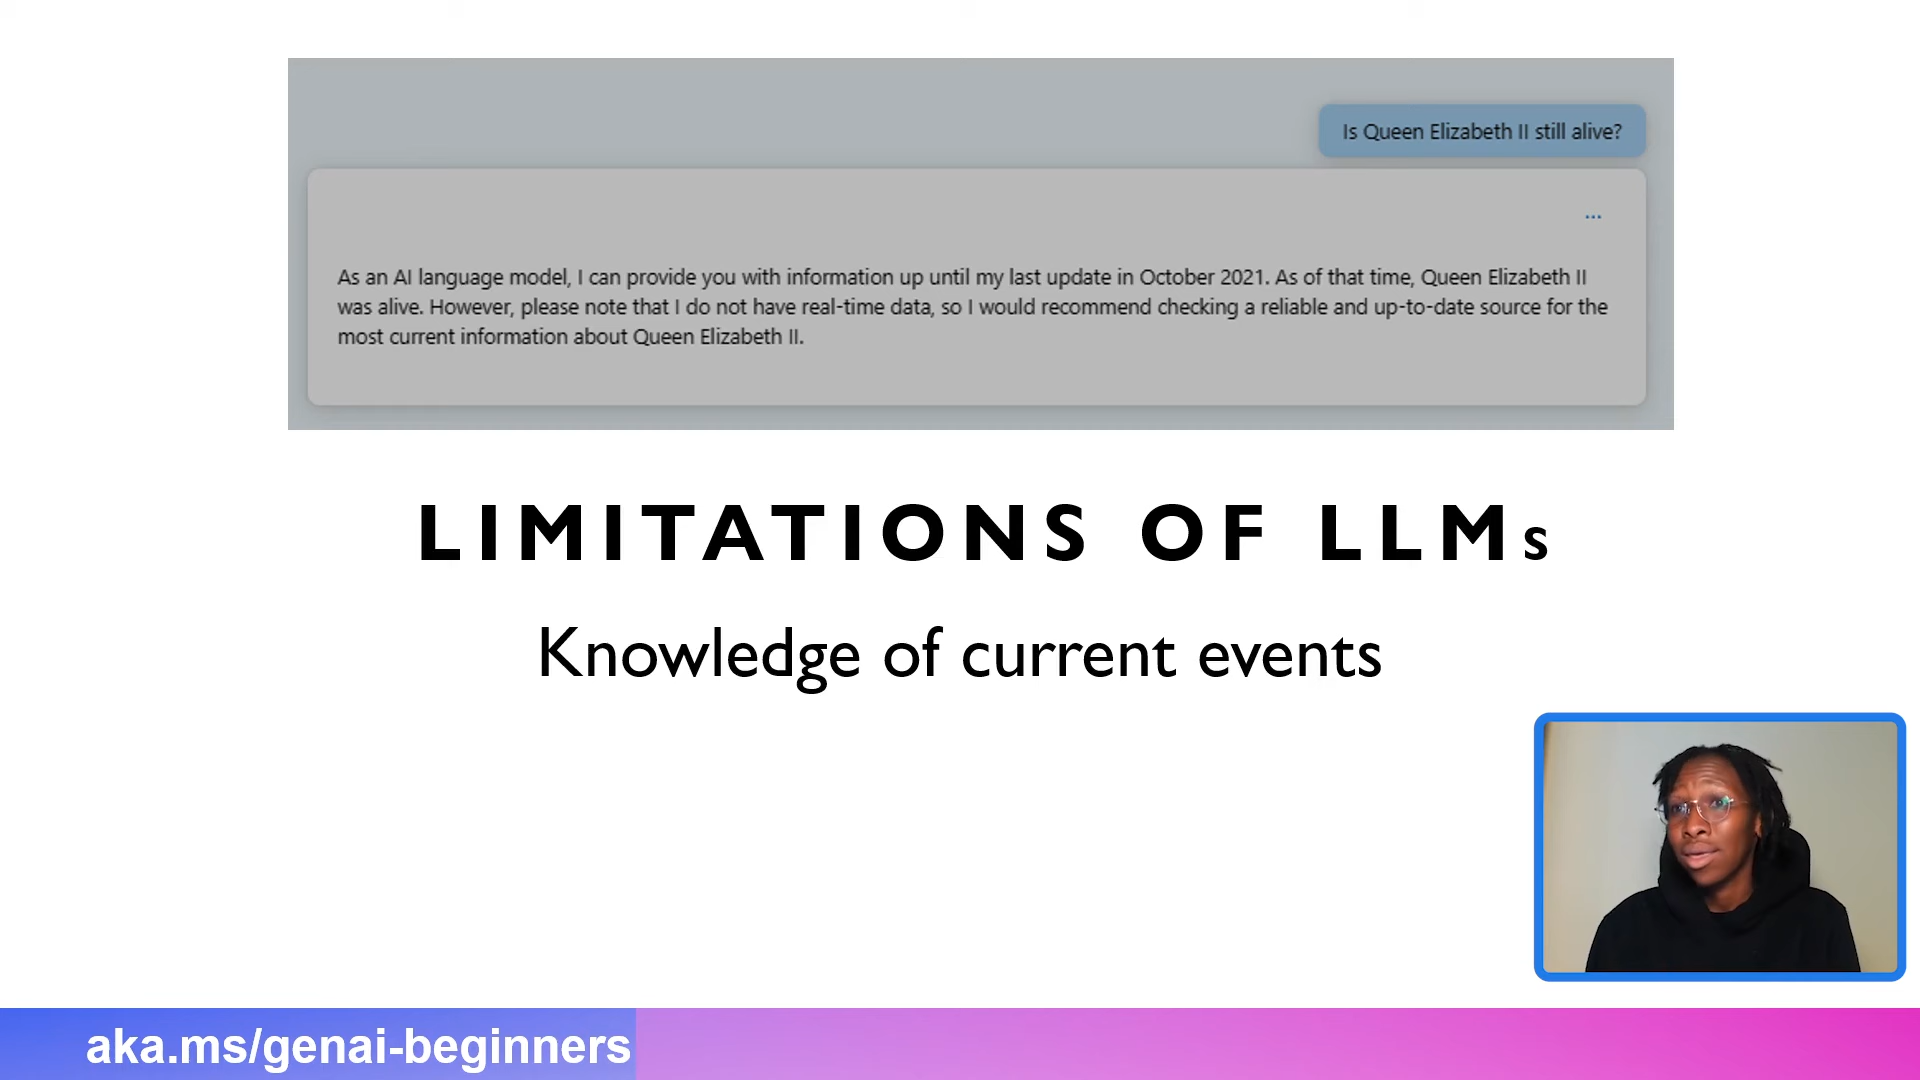 Is Queen Elizabeth II still alive?
...
As an AI language model, I can provide you with information up until my last update in October 2021. As of that time, Queen Elizabeth II
was alive. However, please note that I do not have real-time data, so I would recommend checking a reliable and up-to-date source for the
most current information about Queen Elizabeth II.
LIMITATIONS OF LLMs
Knowledge of current events
aka.ms/genai-beginners